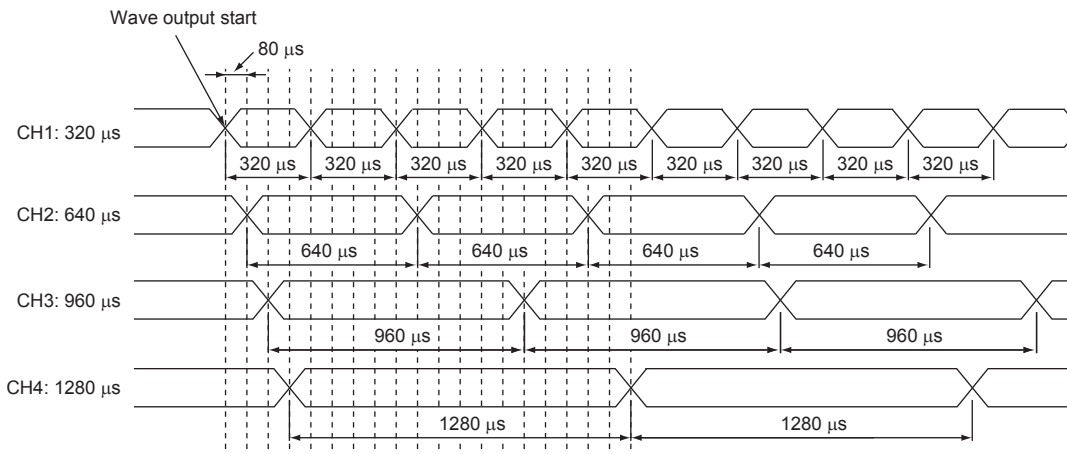 Wave output start
80 μs
CH1: 320 μs
320 μs 320 μs 320 μs 320 μs 320 μs 320 μs 320 μs 320 μs 320 μs
CH2: 640 μs
640 μs 640 μs 640 μs 640 μs
CH3: 960 μs
960 μs 960 μs 960 μs
CH4: 1280 μs
1280 μs 1280 μs